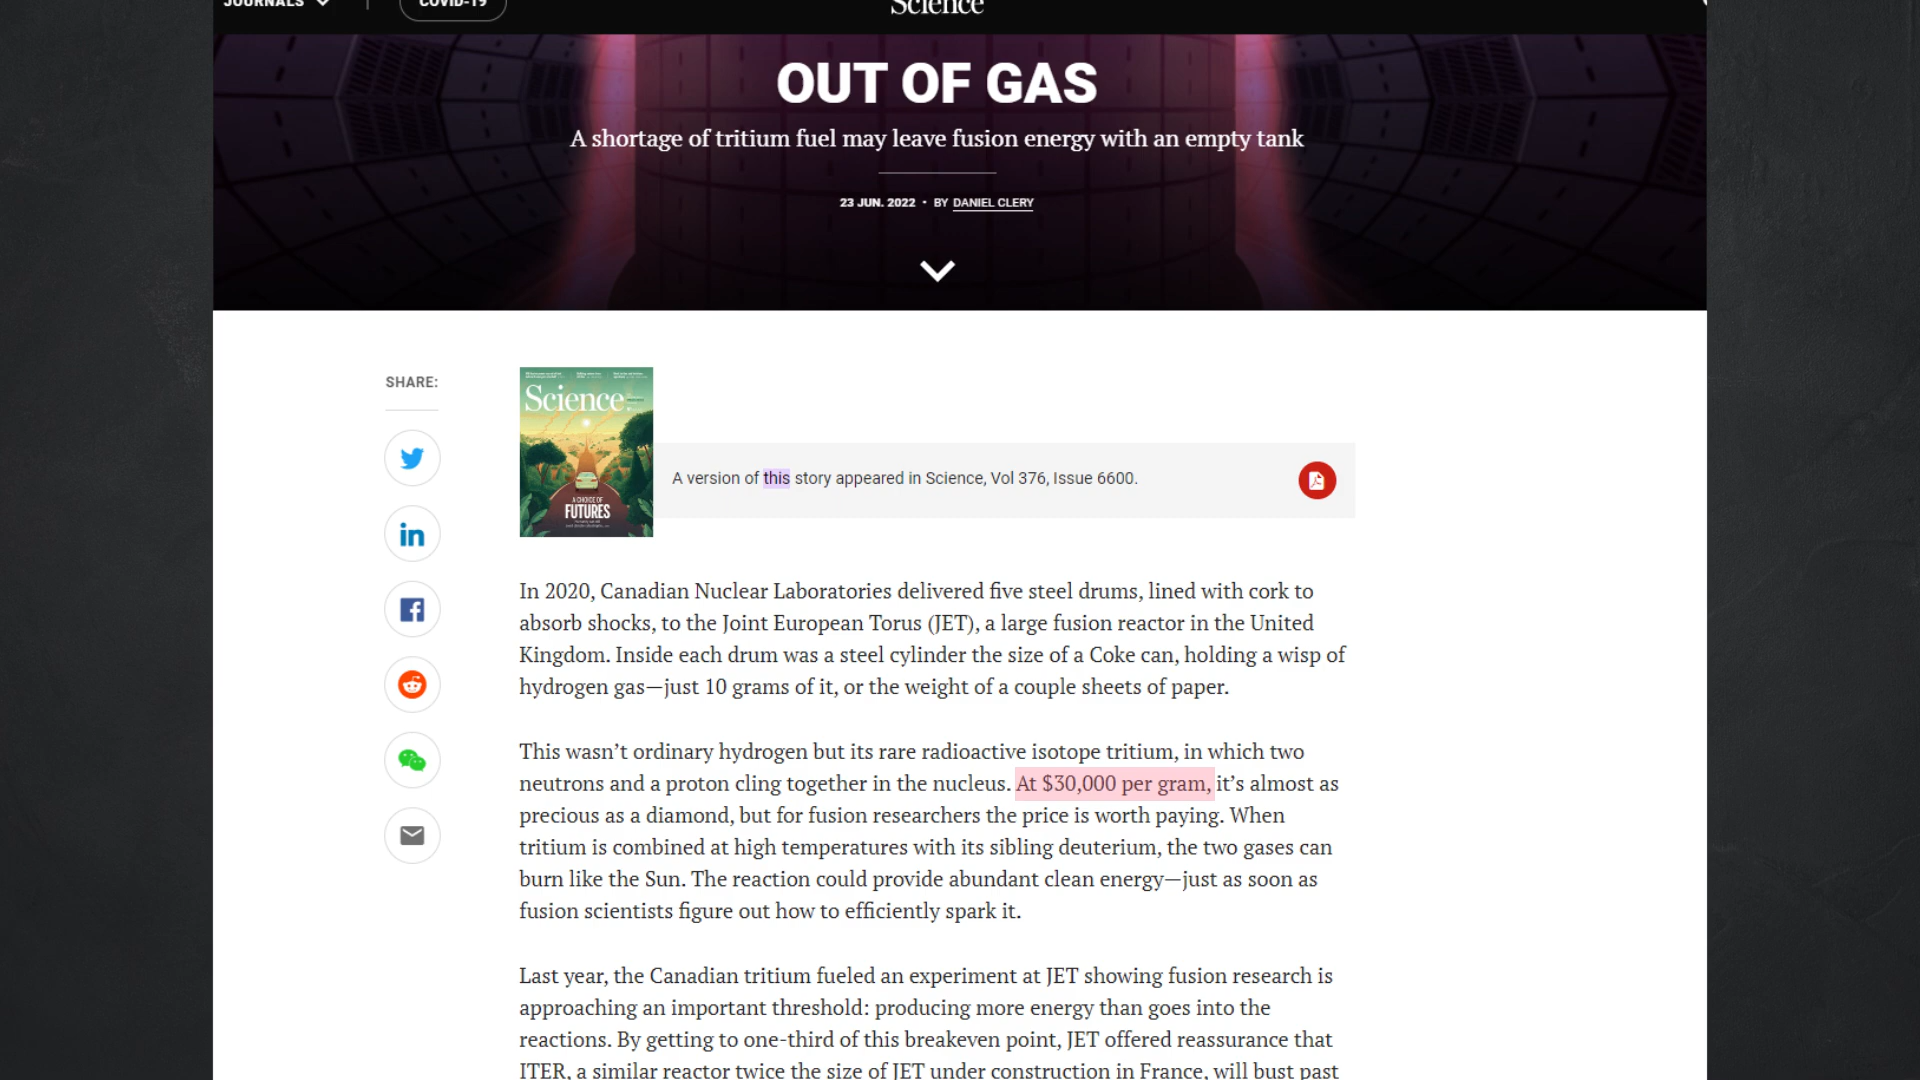 JOURNALS
COVID-19
Science
OUT OF GAS
A shortage of tritium fuel may leave fusion energy with an empty tank
23 JUN. 2022 • BY DANIEL CLERY
SHARE:
Science
A CHOICE OF
FUTURES
A version of this story appeared in Science, Vol 376, Issue 6600.
In 2020, Canadian Nuclear Laboratories delivered five steel drums, lined with cork to
absorb shocks, to the Joint European Torus (JET), a large fusion reactor in the United
Kingdom. Inside each drum was a steel cylinder the size of a Coke can, holding a wisp of
hydrogen gas—just 10 grams of it, or the weight of a couple sheets of paper.
This wasn’t ordinary hydrogen but its rare radioactive isotope tritium, in which two
neutrons and a proton cling together in the nucleus. At $30,000 per gram, it’s almost as
precious as a diamond, but for fusion researchers the price is worth paying. When
tritium is combined at high temperatures with its sibling deuterium, the two gases can
burn like the Sun. The reaction could provide abundant clean energy—just as soon as
fusion scientists figure out how to efficiently spark it.
Last year, the Canadian tritium fueled an experiment at JET showing fusion research is
approaching an important threshold: producing more energy than goes into the
reactions. By getting to one-third of this breakeven point, JET offered reassurance that
ITER, a similar reactor twice the size of JET under construction in France, will bust past